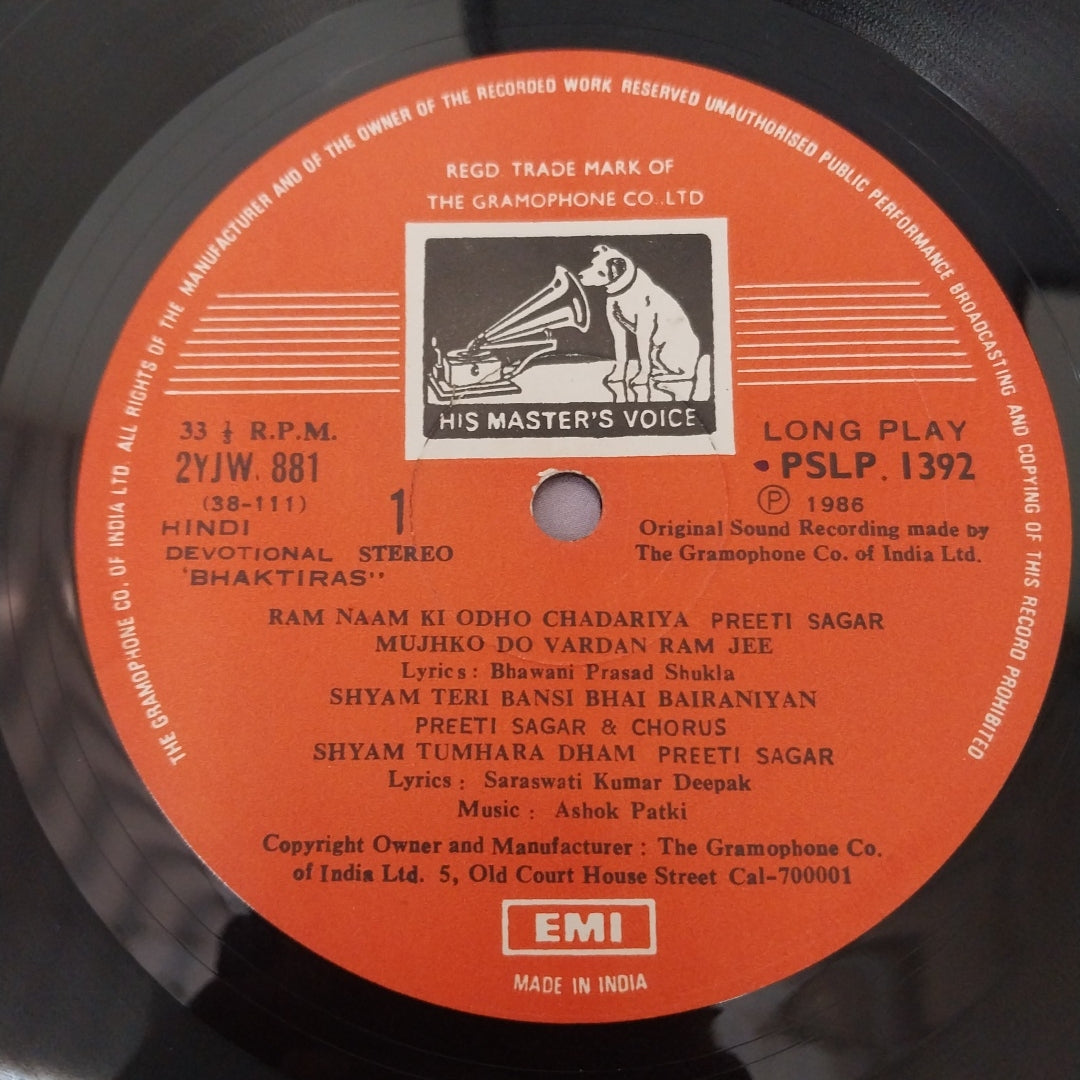 THE GRAMOPHONE CO. OF INDIA LTD. ALL RIGHTS OF THE MANUFACTURER AND OF THE OWNER OF THE RECORDED WORK RESERVED UNAUTHORISED PUBLIC PERFORMANCE BROADCASTING AND COPYING OF THIS RECORD PROHIBITED
REGD. TRADE MARK OF
THE GRAMOPHONE CO. LTD
HIS MASTER'S VOICE
33 ⅓ R.P.M.
2YJW. 881
(38-111)
HINDI
DEVOTIONAL STEREO
'BHAKTIRAS"
1
LONG PLAY
PSLP. 1392
Ⓟ 1986
Original Sound Recording made by
The Gramophone Co. of India Ltd.
RAM NAAM KI ODHO CHADARIYA PREETI SAGAR
MUJHKO DO VARDAN RAM JEE
Lyrics: Bhawani Prasad Shukla
SHYAM TERI BANSI BHAI BAIRANIYAN
PREETI SAGAR & CHORUS
SHYAM TUMHARA DHAM PREETI SAGAR
Lyrics : Saraswati Kumar Deepak
Music : Ashok Patki
Copyright Owner and Manufacturer : The Gramophone Co.
of India Ltd. 5, Old Court House Street Cal-700001
EMI
MADE IN INDIA